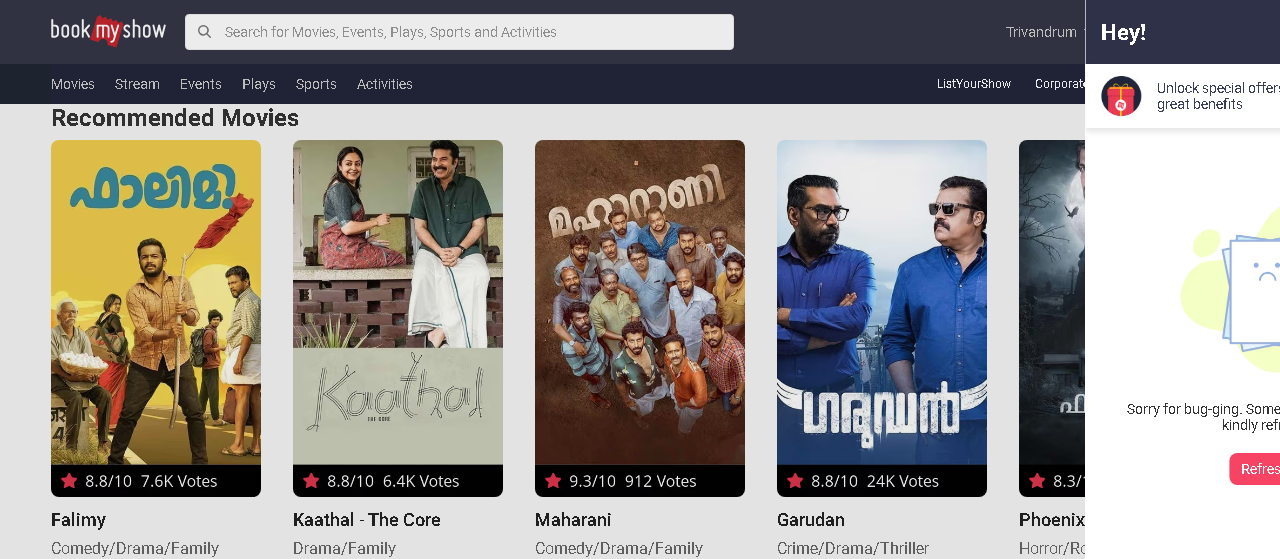 book my show
Search for Movies, Events, Plays, Sports and Activities
Trivandrum
Hey!
Movies Stream Events Plays Sports Activities
ListYourShow Corporate
Unlock special offers
great benefits
Recommended Movies
ഫാലിമി
Kaathal
THE CORE
മഹാറാണി
ഗരുഡൻ
Sorry for bug-ging. Some
kindly refr
Refres
8.8/10 7.6K Votes
8.8/10 6.4K Votes
9.3/10 912 Votes
8.8/10 24K Votes
8.3/1
Falimy
Comedy/Drama/Family
Kaathal - The Core
Drama/Family
Maharani
Comedy/Drama/Family
Garudan
Crime/Drama/Thriller
Phoenix
Horror/Ro